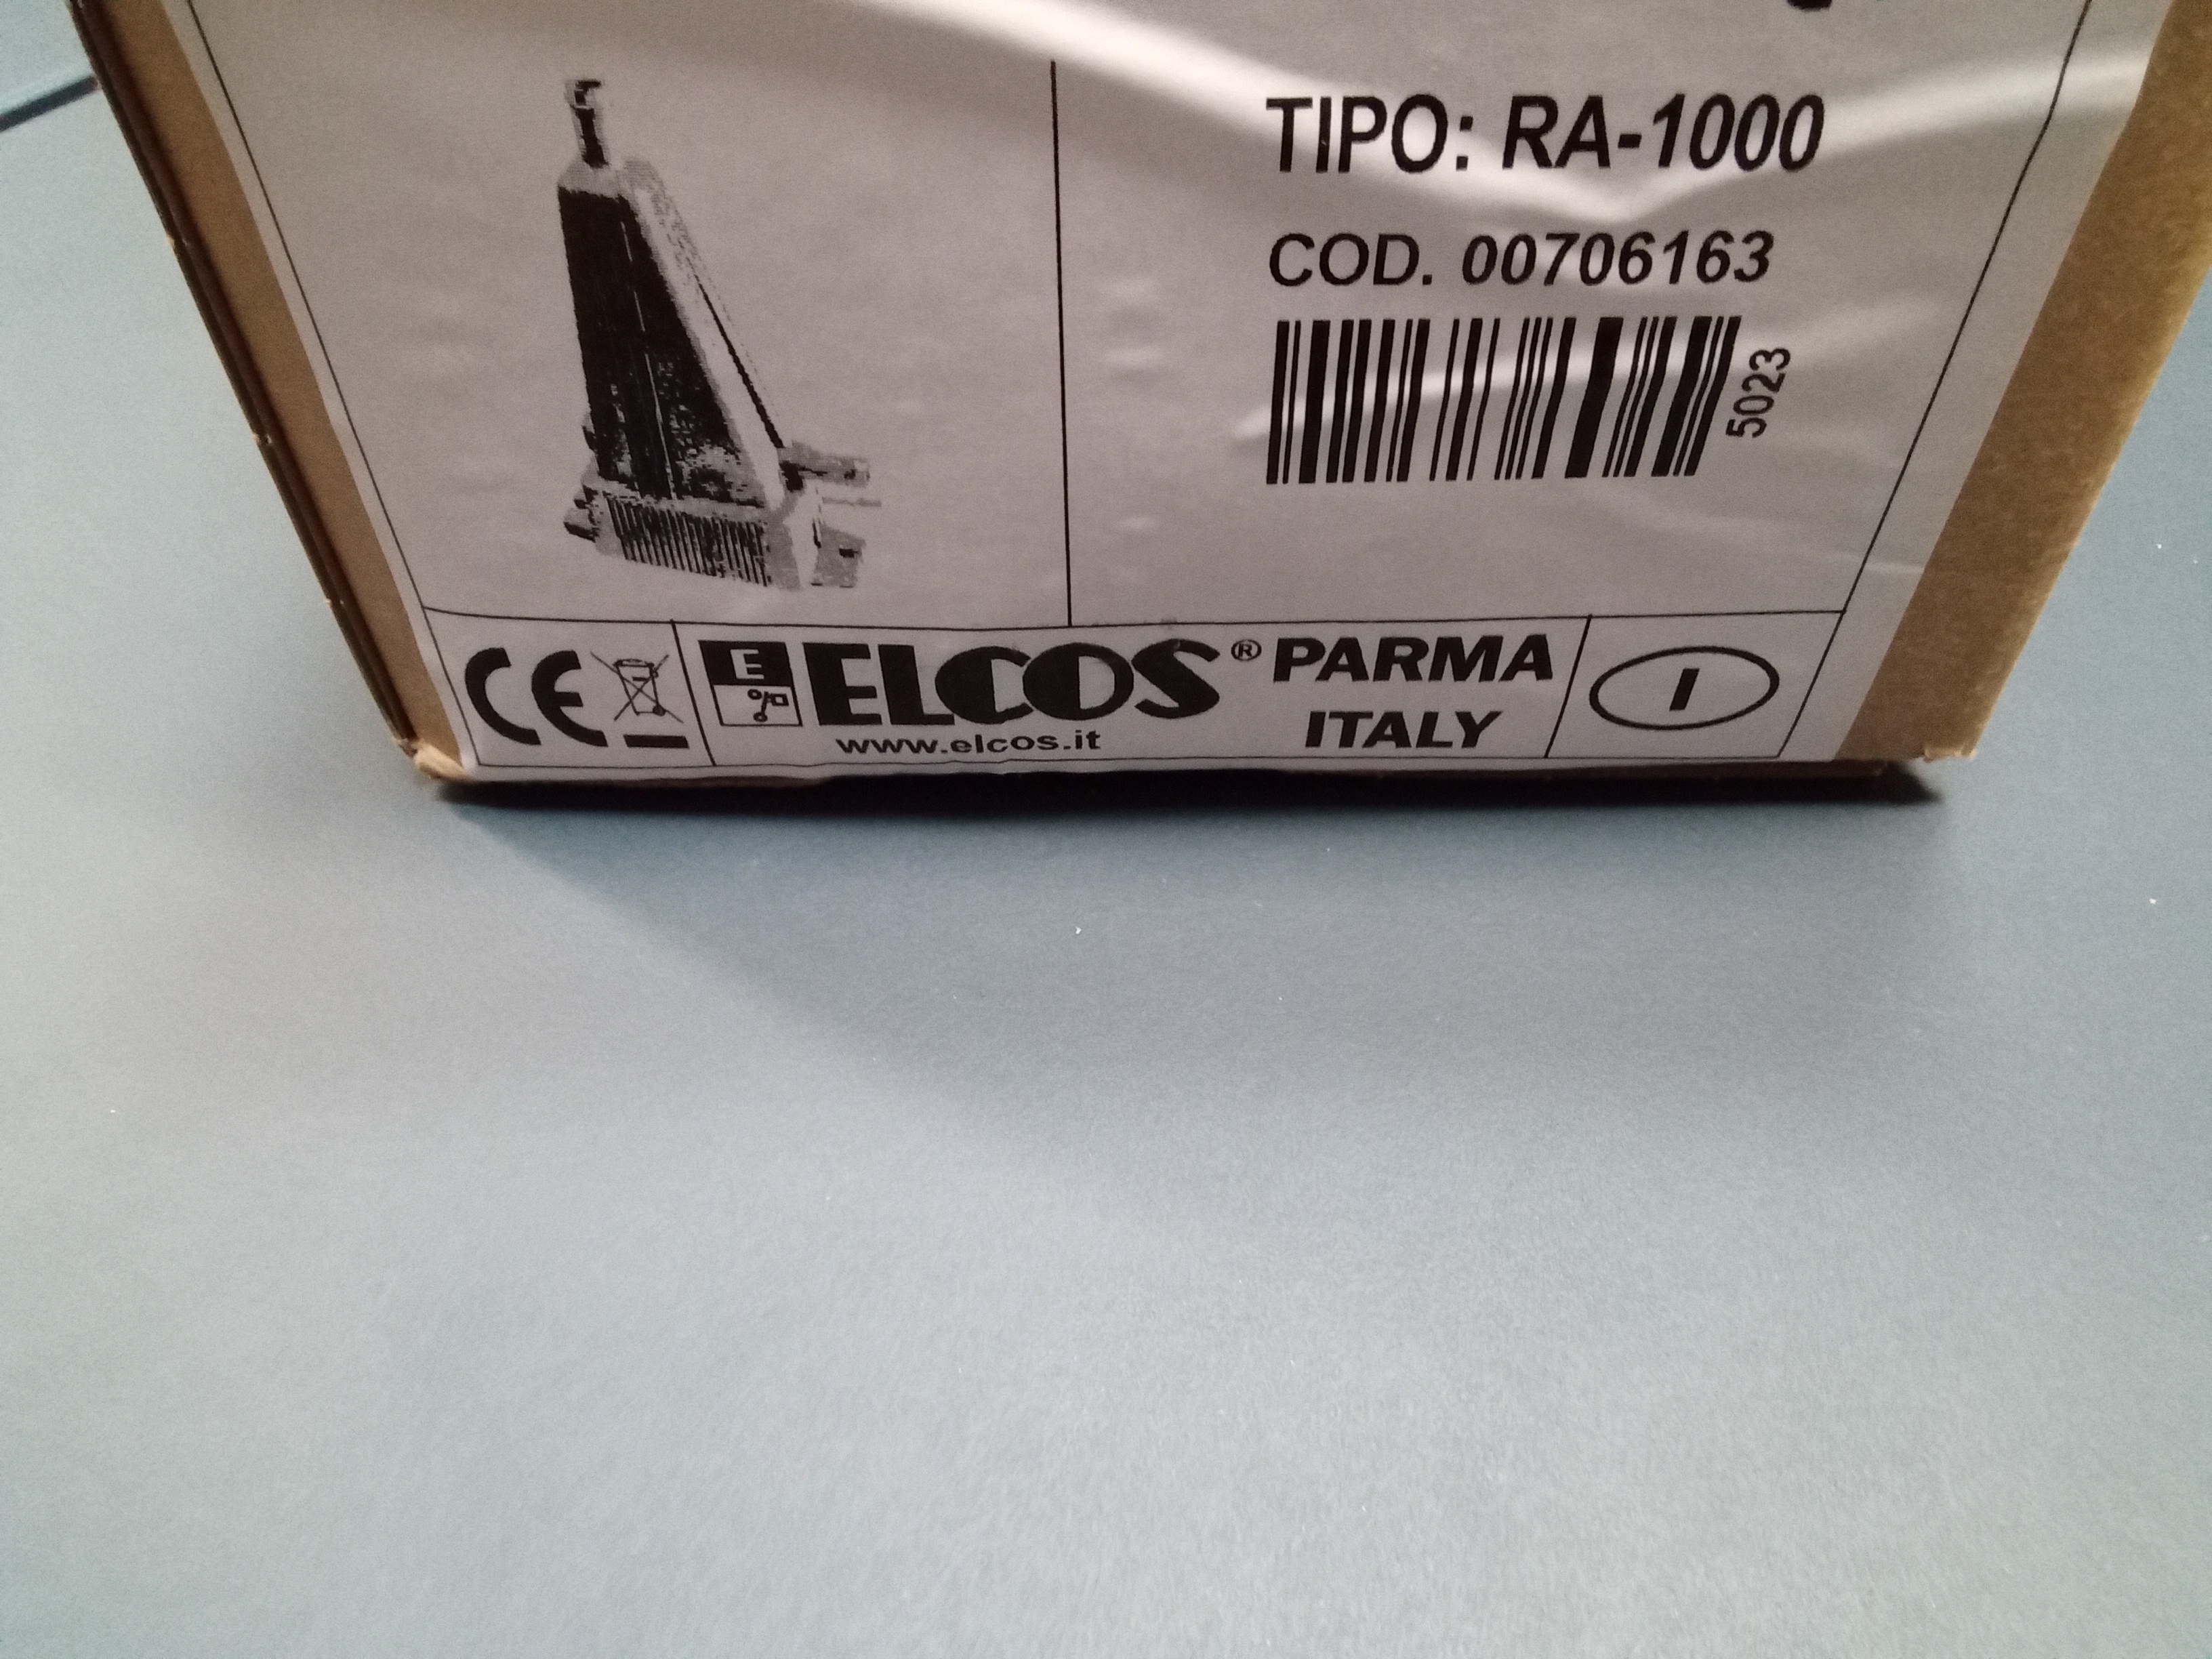 TIPO: RA-1000
COD. 00706163
5023
CE
E
ELCOS® PARMA
ITALY
www.elcos.it
I